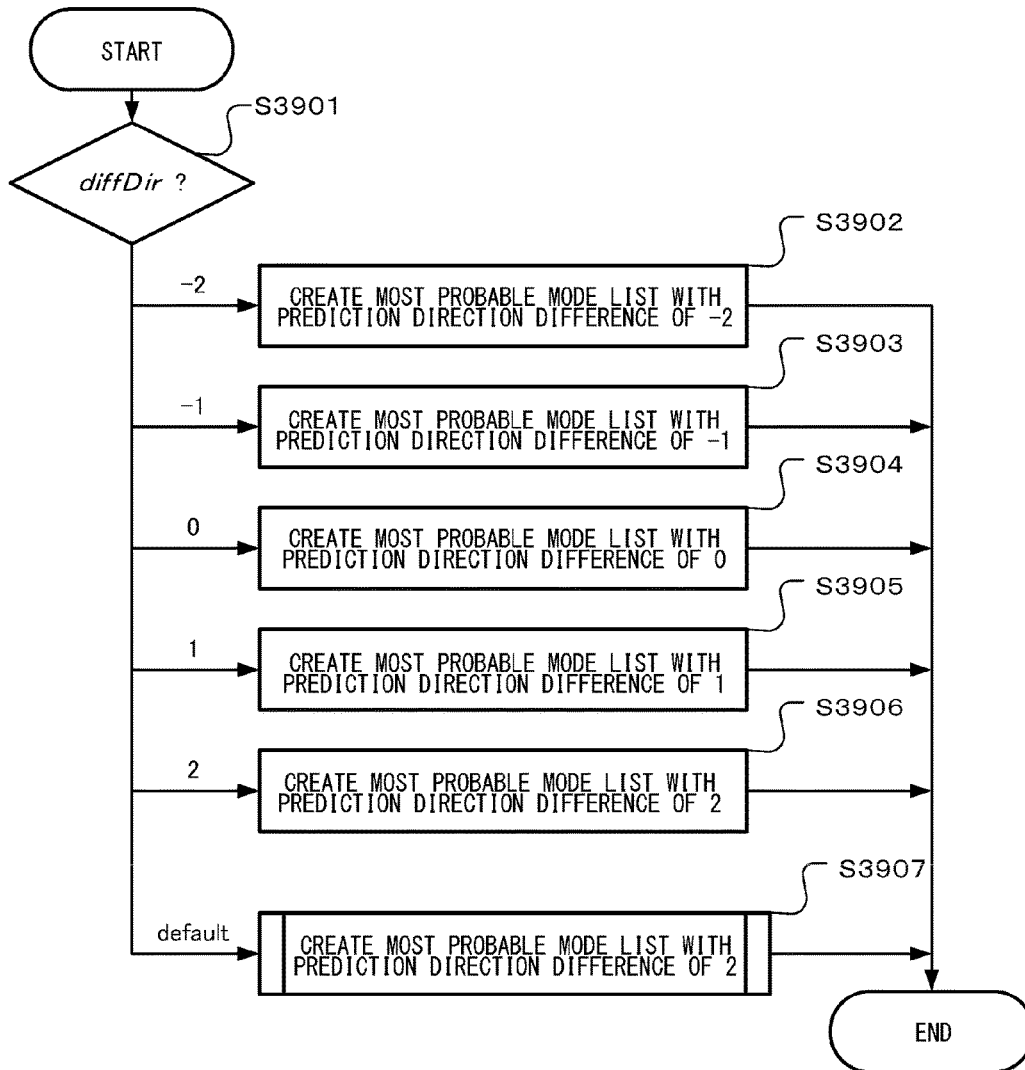 START
S3901
diffDir ?
S3902
-2
CREATE MOST PROBABLE MODE LIST WITH
PREDICTION DIRECTION DIFFERENCE OF -2
S3903
-1
CREATE MOST PROBABLE MODE LIST WITH
PREDICTION DIRECTION DIFFERENCE OF -1
S3904
0
CREATE MOST PROBABLE MODE LIST WITH
PREDICTION DIRECTION DIFFERENCE OF 0
S3905
1
CREATE MOST PROBABLE MODE LIST WITH
PREDICTION DIRECTION DIFFERENCE OF 1
S3906
2
CREATE MOST PROBABLE MODE LIST WITH
PREDICTION DIRECTION DIFFERENCE OF 2
S3907
default
CREATE MOST PROBABLE MODE LIST WITH
PREDICTION DIRECTION DIFFERENCE OF 2
END